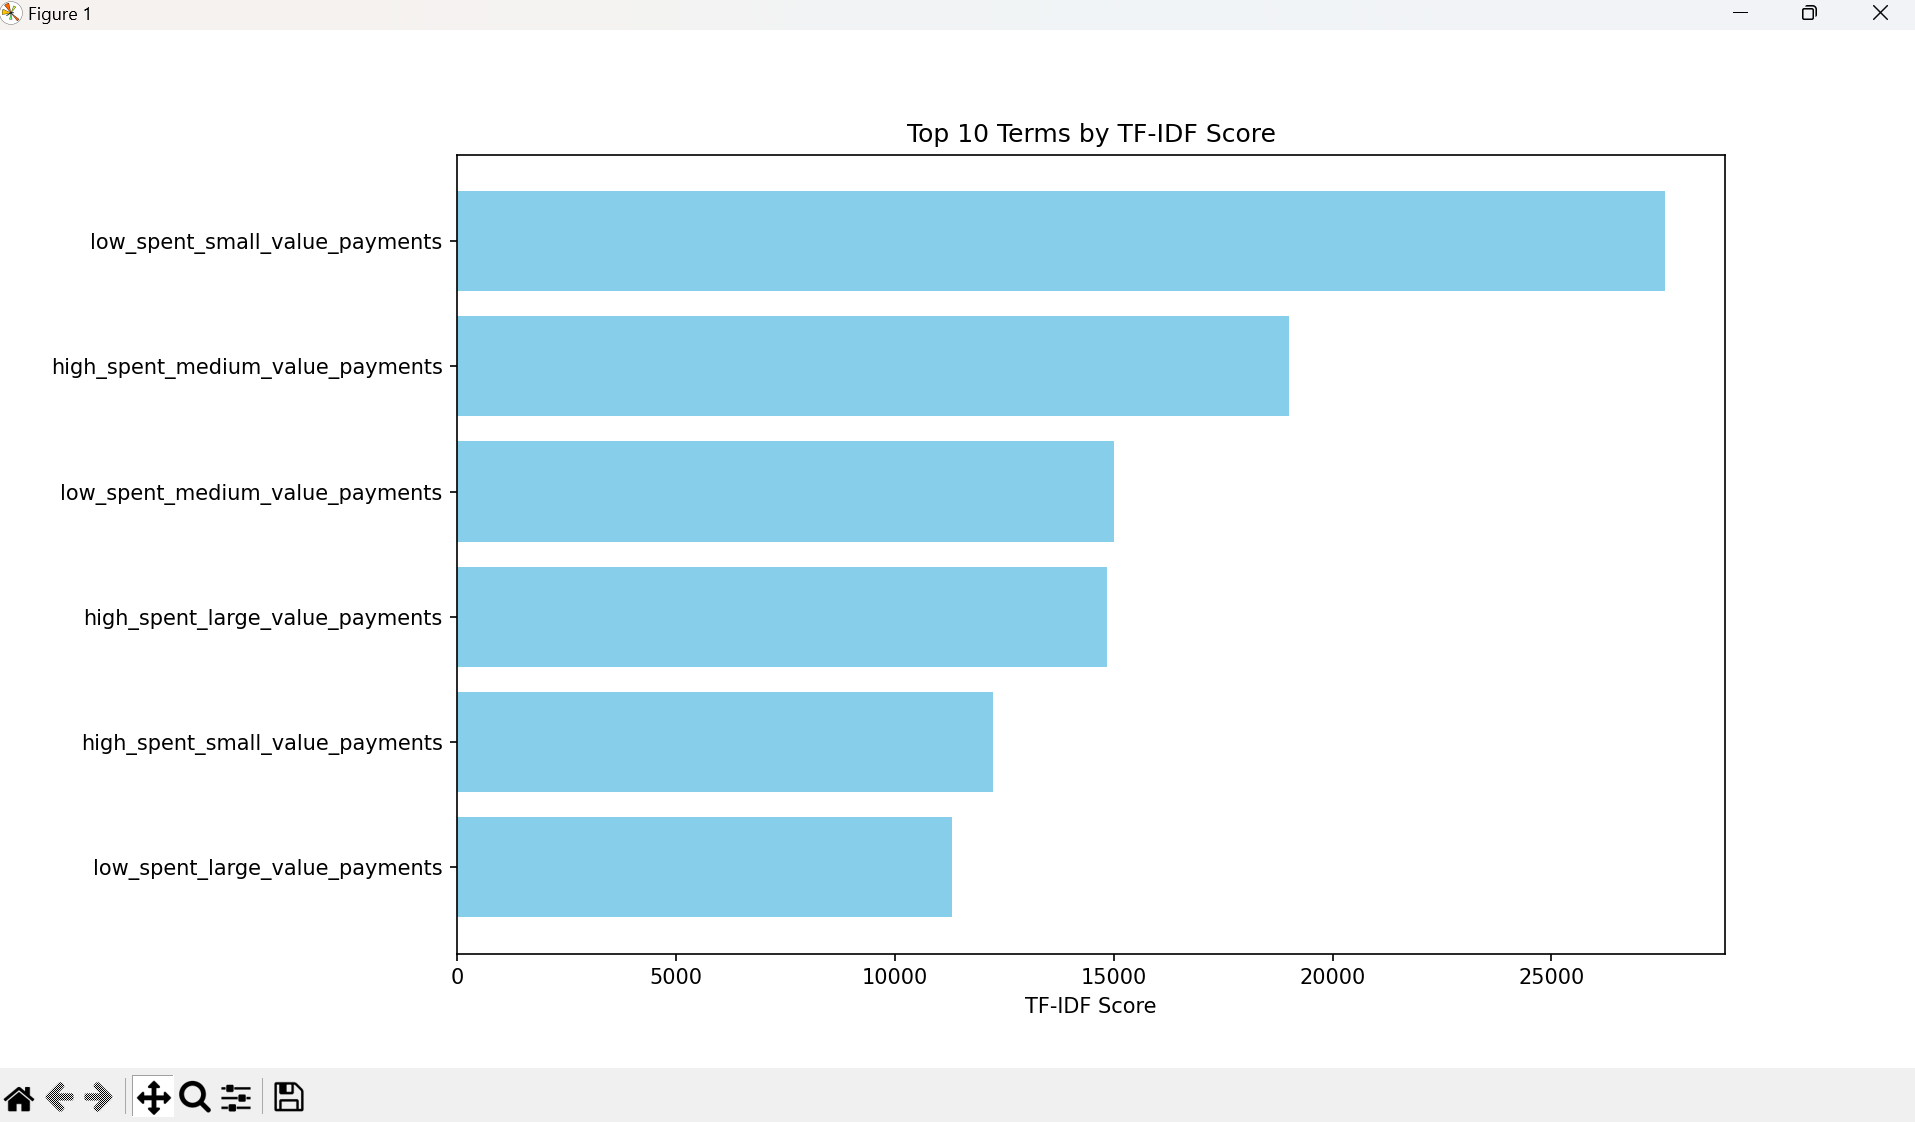 Figure 1
Top 10 Terms by TF-IDF Score
low_spent_small_value_payments
high_spent_medium_value_payments
low_spent_medium_value_payments
high_spent_large_value_payments
high_spent_small_value_payments
low_spent_large_value_payments
0 5000 10000 15000 20000 25000
TF-IDF Score